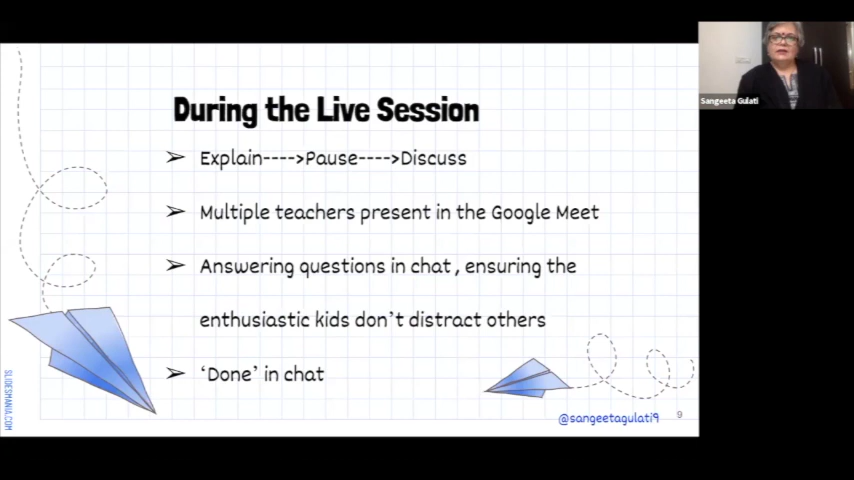 During the Live Session
➢ Explain---->Pause---->Discuss
➢ Multiple teachers present in the Google Meet
➢ Answering questions in chat , ensuring the
enthusiastic kids don't distract others
➢ ‘Done’ in chat
@sangeetagulati9
9
SLIDESMANIA.COM
Sangeeta Gulati